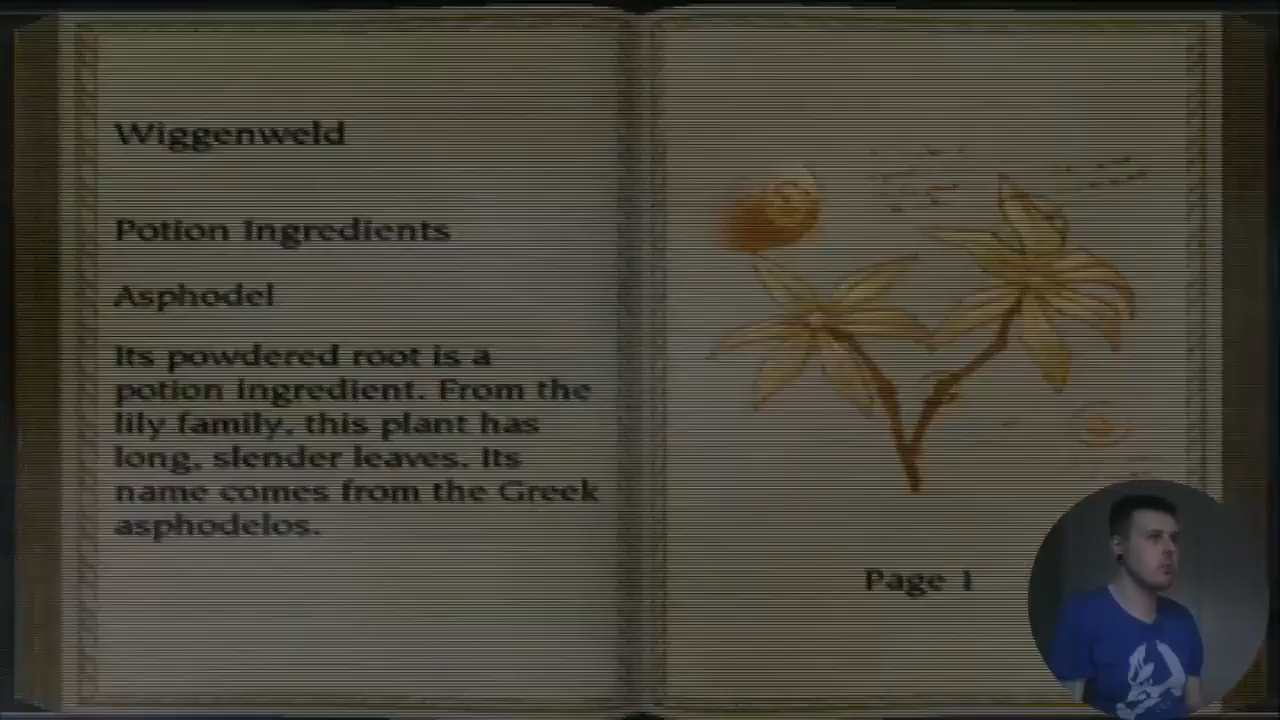 Wiggenweld
Potion Ingredients
Asphodel
Its powdered root is a
potion ingredient. From the
lily family, this plant has
long, slender leaves. Its
name comes from the Greek
asphodelos.
Page 1